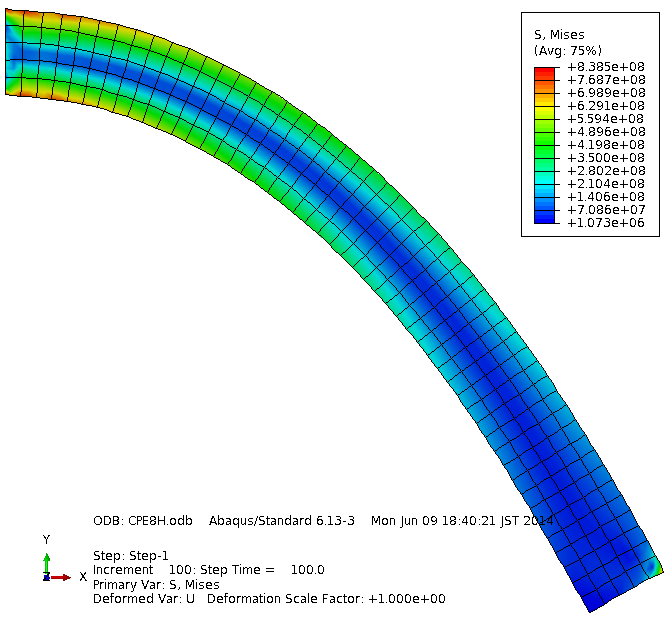 S, Mises
(Avg: 75%)
+8.385e+08
+7.687e+08
+6.989e+08
+6.291e+08
+5.594e+08
+4.896e+08
+4.198e+08
+3.500e+08
+2.802e+08
+2.104e+08
+1.406e+08
+7.086e+07
+1.073e+06
ODB: CPE8H.odb Abaqus/Standard 6.13-3 Mon Jun 09 18:40:21 JST 2014
Y
Z X
Step: Step-1
Increment 100: Step Time = 100.0
Primary Var: S, Mises
Deformed Var: U Deformation Scale Factor: +1.000e+00